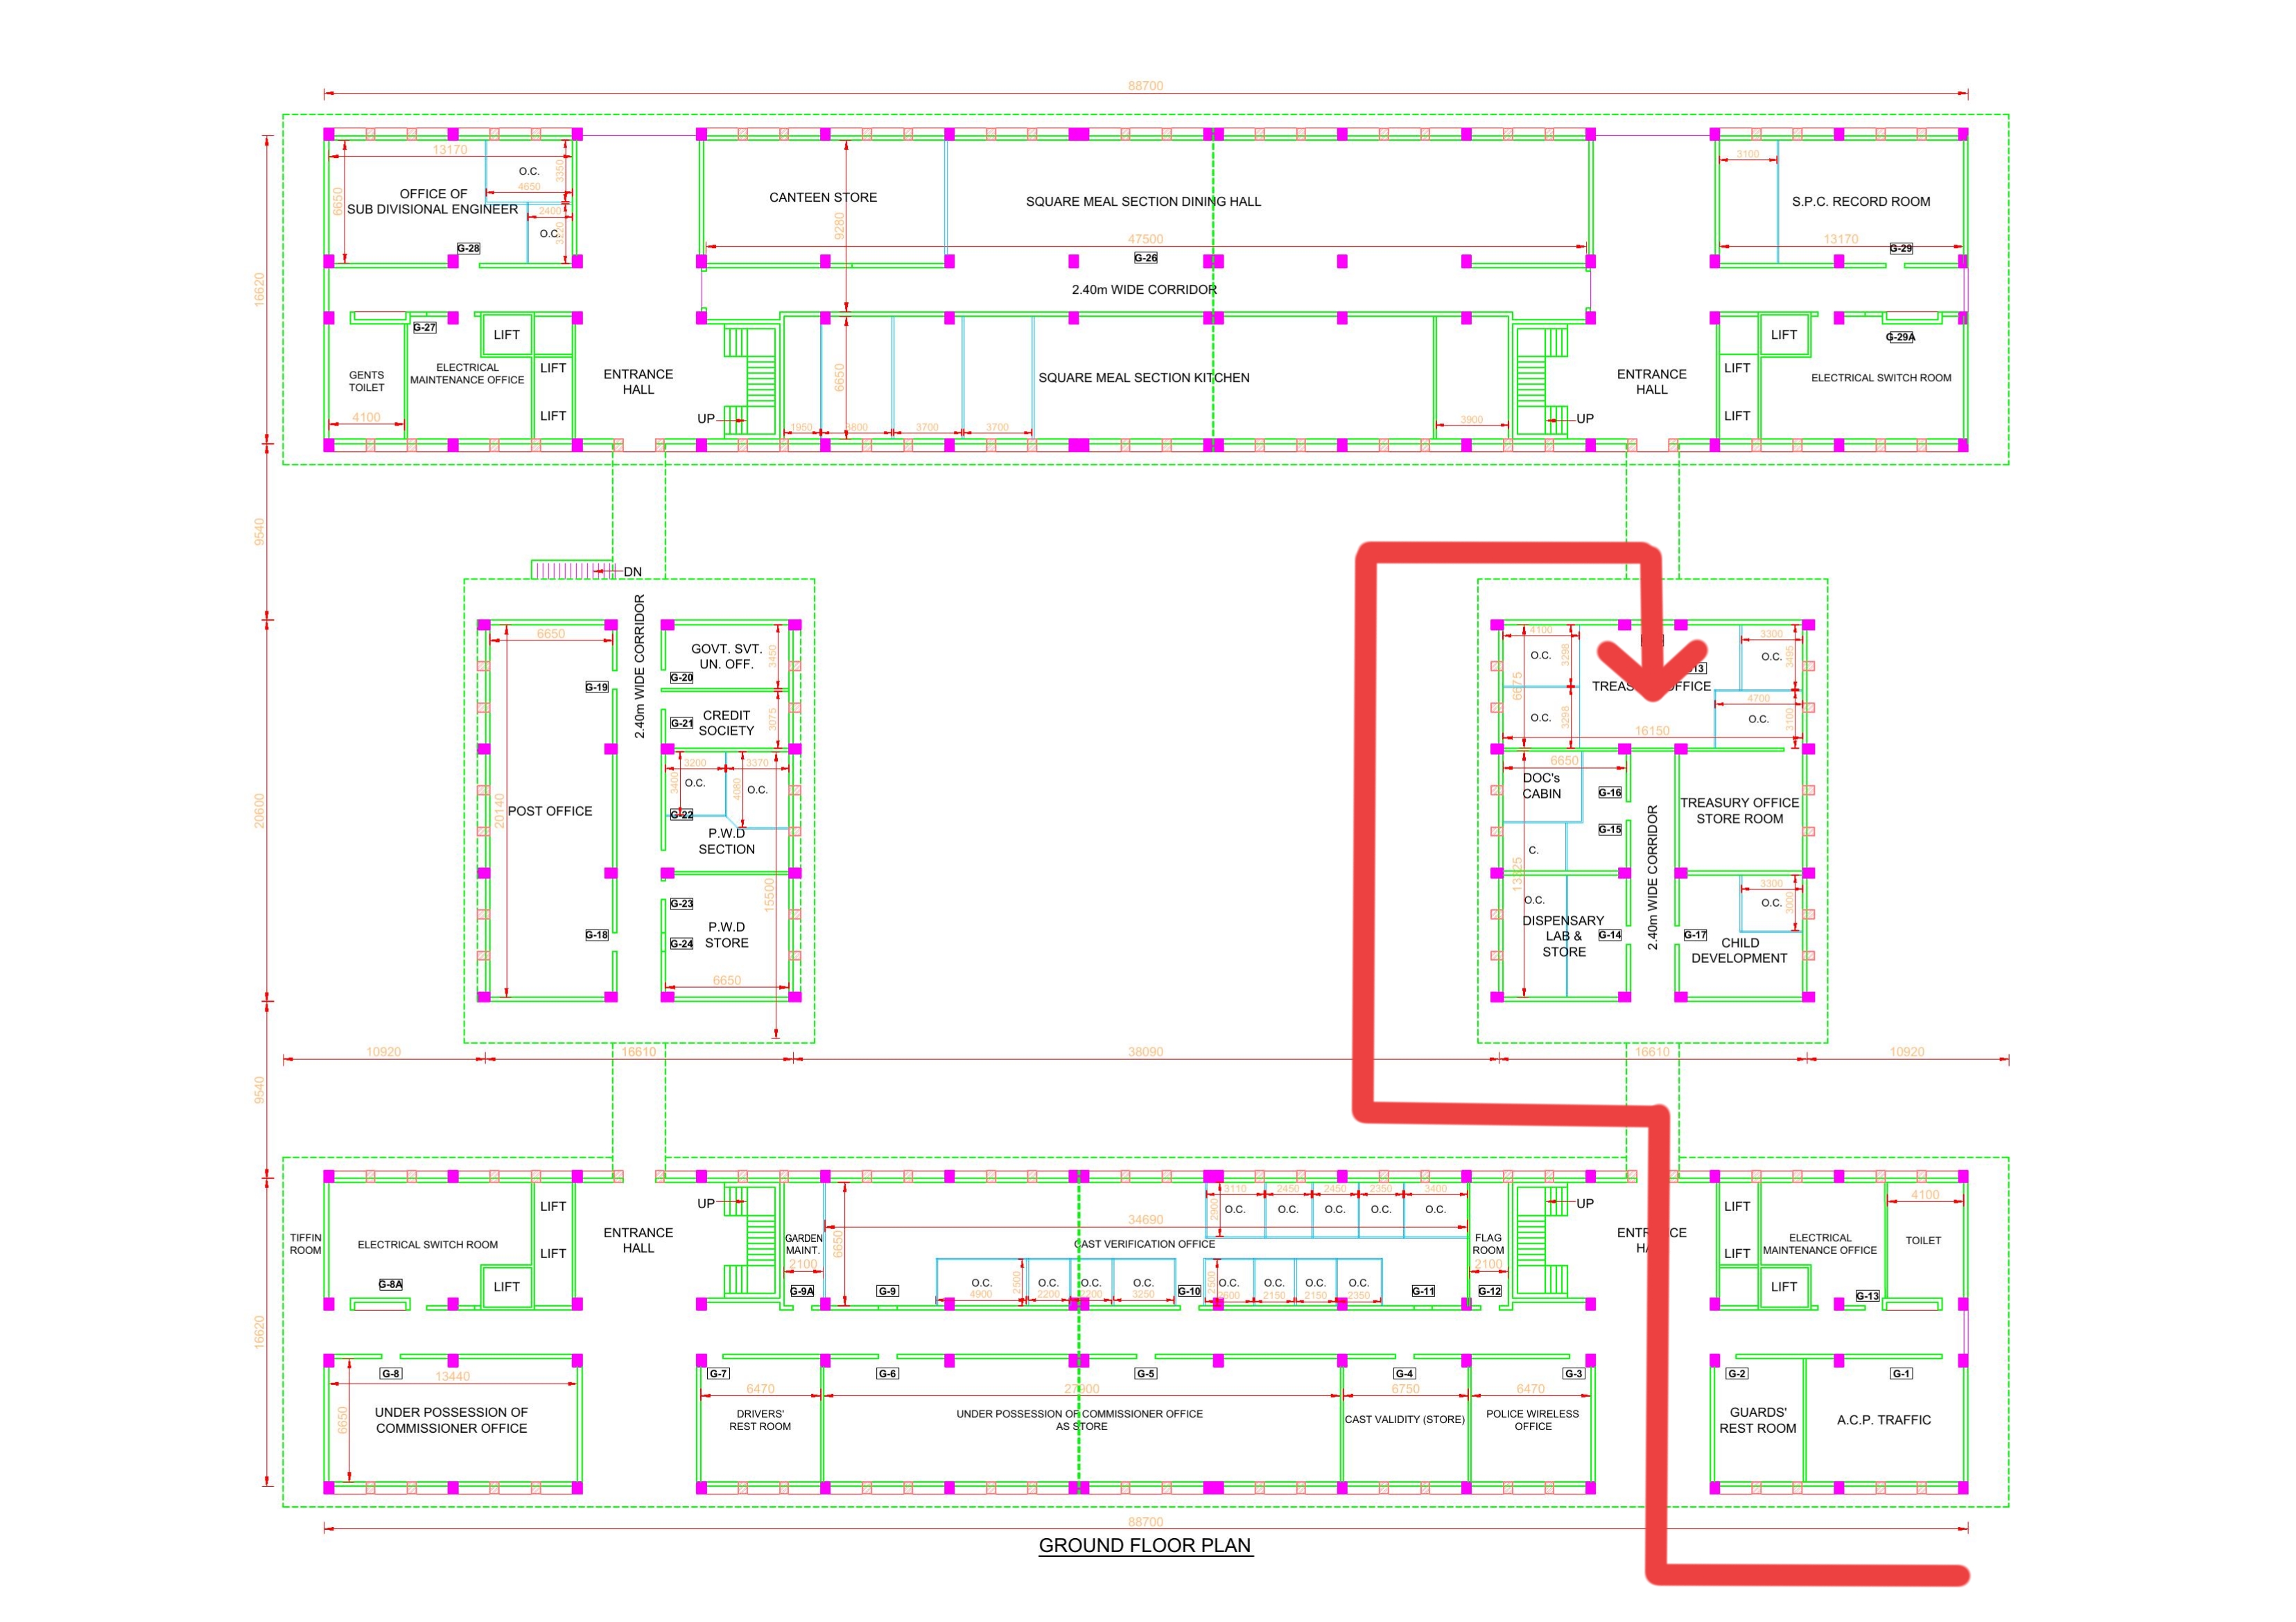 88700
13170
O.C.
3350
4650
OFFICE OF
SUB DIVISIONAL ENGINEER
6650
2400
O.C.
G-28
CANTEEN STORE
9280
SQUARE MEAL SECTION DINING HALL
47500
G-26
2.40m WIDE CORRIDOR
3100
S.P.C. RECORD ROOM
13170
G-29
16620
G-27
LIFT
GENTS
TOILET
ELECTRICAL
MAINTENANCE OFFICE
LIFT
LIFT
4100
ENTRANCE
HALL
UP
6650
SQUARE MEAL SECTION KITCHEN
1950
3800
3700
3700
3900
UP
ENTRANCE
HALL
LIFT
LIFT
LIFT
G-29A
ELECTRICAL SWITCH ROOM
9540
DN
2.40m WIDE CORRIDOR
6650
G-19
POST OFFICE
20140
G-18
GOVT. SVT.
UN. OFF.
3450
G-20
G-21
CREDIT
SOCIETY
3075
3200
3370
3400
O.C.
4080
O.C.
G-22
P.W.D
SECTION
15500
G-23
P.W.D
STORE
G-24
6650
20600
4100
O.C.
3298
6675
O.C.
3298
TREAS
OFFICE
13
3300
O.C.
3495
4700
O.C.
3100
16150
6650
DOC's
CABIN
G-16
G-15
C.
O.C.
DISPENSARY
LAB &
STORE
G-14
2.40m WIDE CORRIDOR
TREASURY OFFICE
STORE ROOM
3300
O.C.
3000
G-17
CHILD
DEVELOPMENT
10920
16610
38090
16610
10920
9540
TIFFIN
ROOM
ELECTRICAL SWITCH ROOM
G-8A
LIFT
LIFT
LIFT
ENTRANCE
HALL
UP
GARDEN
MAINT.
2100
G-9A
6650
34690
CAST VERIFICATION OFFICE
G-9
O.C.
4900
2500
O.C.
2200
O.C.
2200
O.C.
3250
G-10
3110
2450
2450
2350
3400
2900
O.C.
O.C.
O.C.
O.C.
O.C.
2500
O.C.
O.C.
2150
O.C.
2150
O.C.
2350
G-11
FLAG
ROOM
2100
G-12
UP
LIFT
LIFT
LIFT
ELECTRICAL
MAINTENANCE OFFICE
G-13
4100
TOILET
16620
G-8
13440
6650
UNDER POSSESSION OF
COMMISSIONER OFFICE
G-7
6470
DRIVERS'
REST ROOM
G-6
G-5
27900
UNDER POSSESSION OF COMMISSIONER OFFICE
AS STORE
G-4
6750
CAST VALIDITY (STORE)
G-3
6470
POLICE WIRELESS
OFFICE
G-2
GUARDS'
REST ROOM
G-1
A.C.P. TRAFFIC
88700
GROUND FLOOR PLAN